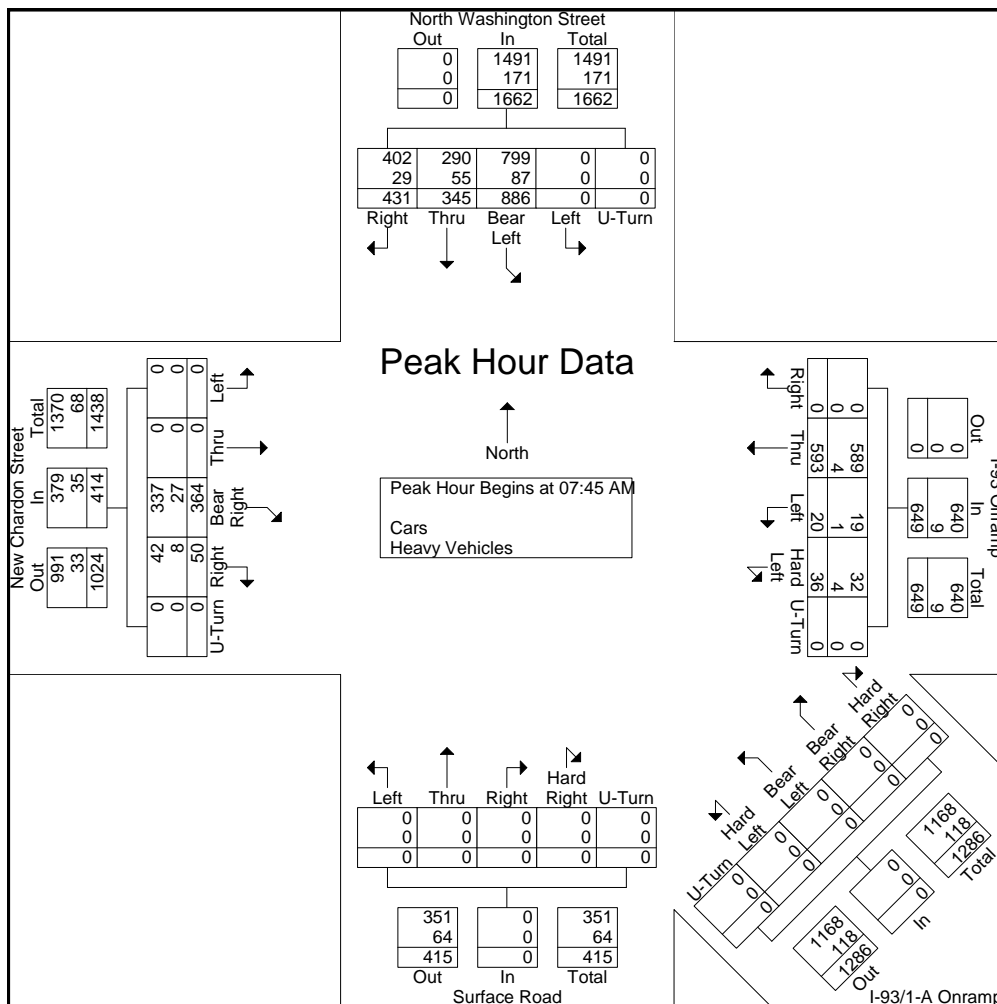 North Washington Street
Out In Total
0 1491 1491
0 171 171
0 1662 1662
402 290 799 0 0
29 55 87 0 0
431 345 886 0 0
Right Thru Bear Left Left U-Turn
Peak Hour Data
North
Peak Hour Begins at 07:45 AM
Cars
Heavy Vehicles
New Chardon Street
Total In Out
1370 379 991
68 35 33
1438 414 1024
Left Thru Bear Right Right U-Turn
0 0 337 42 0
0 0 27 8 0
0 0 364 50 0
I-93 Onramp
Out In Total
0 640 640
0 9 9
0 649 649
Right Thru Left Hard Left U-Turn
0 589 19 32 0
0 4 1 4 0
0 593 20 36 0
Left Thru Right Hard Right U-Turn
0 0 0 0 0
0 0 0 0 0
0 0 0 0 0
351 0 351
64 0 64
415 0 415
Out In Total
Surface Road
U-Turn Hard Left Bear Left Bear Right Hard Right
0 0 0 0 0
0 0 0 0 0
0 0 0 0 0
1168 0 1168
118 0 118
1286 0 1286
Out In Total
I-93/1-A Onramp